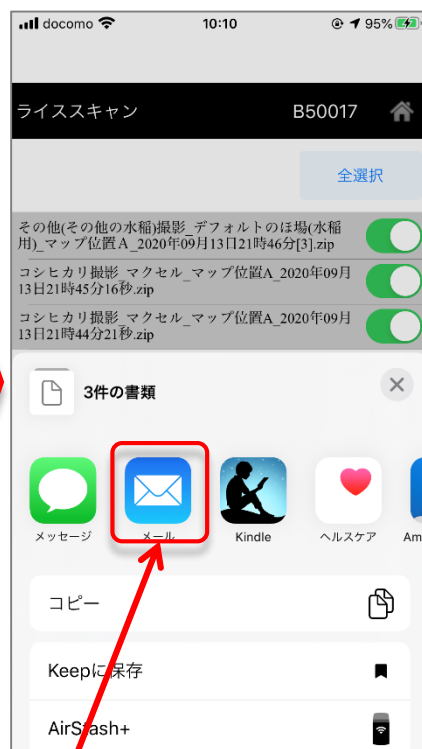 docomo 10:10 95%
ライススキャン B50017
全選択
その他(その他の水稲)撮影_デフォルトのほ場(水稲
用)_マップ位置A_2020年09月13日21時46分[3].zip
コシヒカリ撮影_マクセル_マップ位置A_2020年09月
13日21時45分16秒.zip
コシヒカリ撮影_マクセル_マップ位置A_2020年09月
13日21時44分21秒.zip
3件の書類
メッセージ メール Kindle ヘルスケア Am
コピー
Keepに保存
AirStash+